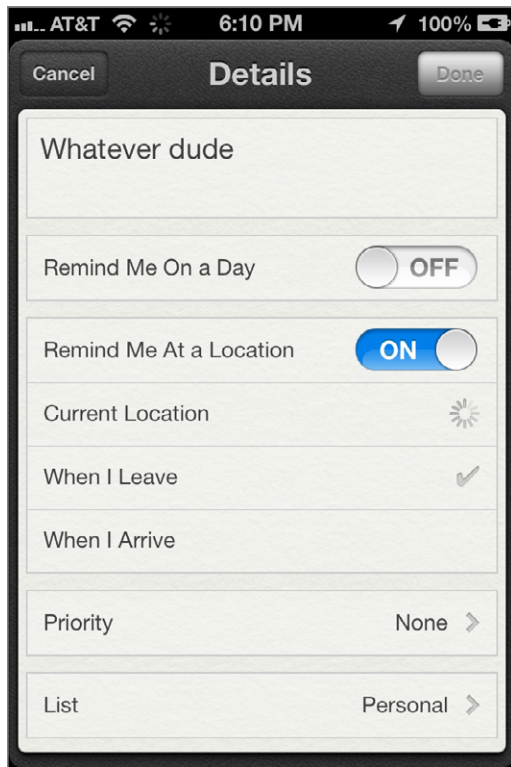 AT&T 6:10 PM 100%
Cancel Details Done
Whatever dude
Remind Me On a Day OFF
Remind Me At a Location ON
Current Location
When I Leave
When I Arrive
Priority None
List Personal